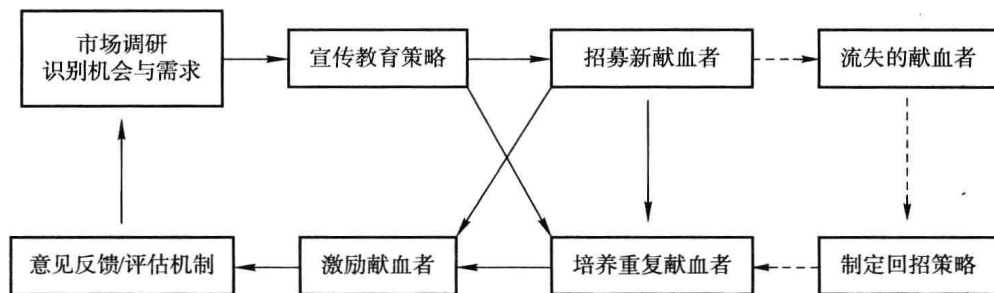 市场调研
识别机会与需求
宣传教育策略
招募新献血者
流失的献血者
意见反馈/评估机制
激励献血者
培养重复献血者
制定回招策略